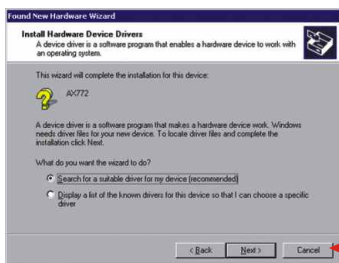 Found New Hardware Wizard
Install Hardware Device Drivers
A device driver is a software program that enables a hardware device to work with
an operating system.
This wizard will complete the installation for this device:
AX772
A device driver is a software program that makes a hardware device work. Windows
needs driver files for your new device. To locate driver files and complete the
installation click Next.
What do you want the wizard to do?
Search for a suitable driver for my device (recommended)
Display a list of the known drivers for this device so that I can choose a specific
driver
< Back
Next >
Cancel